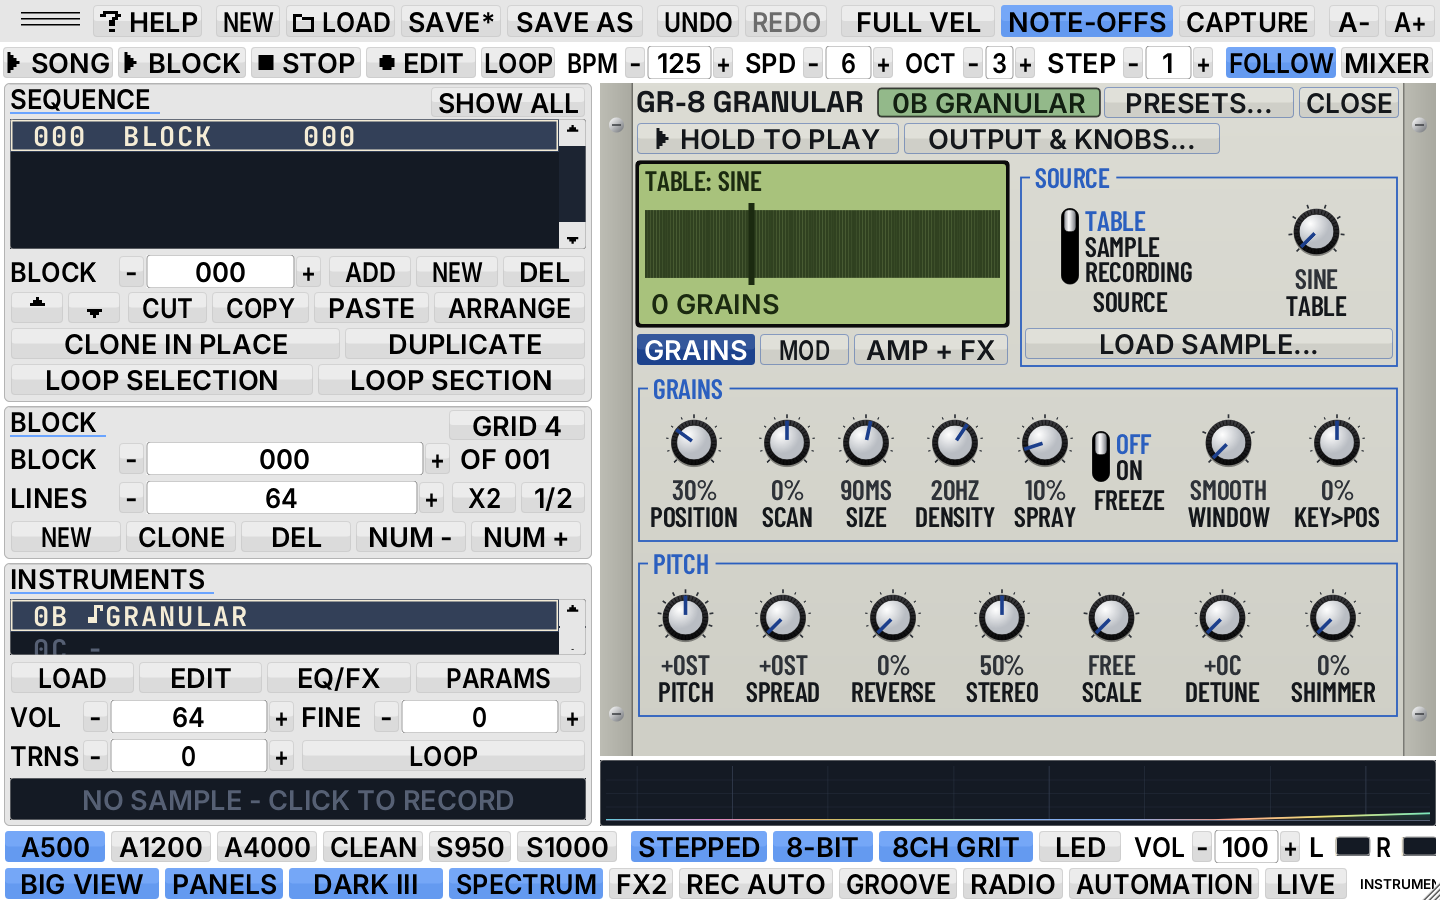 HELP NEW LOAD SAVE* SAVE AS UNDO REDO FULL VEL NOTE-OFFS CAPTURE A- A+
SONG BLOCK STOP EDIT LOOP BPM - 125 + SPD - 6 + OCT - 3 + STEP - 1 + FOLLOW MIXER
SEQUENCE SHOW ALL
000 BLOCK 000
BLOCK - 000 + ADD NEW DEL
CUT COPY PASTE ARRANGE
CLONE IN PLACE DUPLICATE
LOOP SELECTION LOOP SECTION
BLOCK GRID 4
BLOCK - 000 + OF 001
LINES - 64 + X2 1/2
NEW CLONE DEL NUM - NUM +
INSTRUMENTS
0B GRANULAR
0C -
LOAD EDIT EQ/FX PARAMS
VOL - 64 + FINE - 0 +
TRNS - 0 + LOOP
NO SAMPLE - CLICK TO RECORD
GR-8 GRANULAR 0B GRANULAR PRESETS... CLOSE
HOLD TO PLAY OUTPUT & KNOBS...
TABLE: SINE
0 GRAINS
SOURCE
TABLE
SAMPLE
RECORDING
SOURCE
SINE
TABLE
LOAD SAMPLE...
GRAINS MOD AMP + FX
GRAINS
OFF
ON
30% 0% 90MS 20HZ 10% FREEZE SMOOTH 0%
POSITION SCAN SIZE DENSITY SPRAY WINDOW KEY>POS
PITCH
+0ST +0ST 0% 50% FREE +0C 0%
PITCH SPREAD REVERSE STEREO SCALE DETUNE SHIMMER
A500 A1200 A4000 CLEAN S950 S1000 STEPPED 8-BIT 8CH GRIT LED VOL - 100 + L R
BIG VIEW PANELS DARK III SPECTRUM FX2 REC AUTO GROOVE RADIO AUTOMATION LIVE